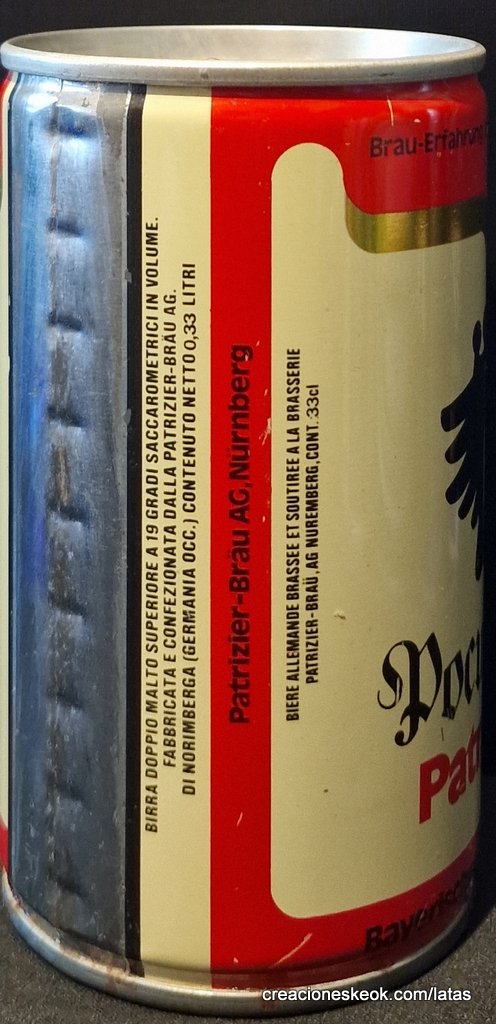 BIRRA DOPPIO MALTO SUPERIORE A 19 GRADI SACCAROMETRICI IN VOLUME.
FABBRICATA E CONFEZIONATA DALLA PATRIZIER-BRÄU AG.
DI NORIMBERGA (GERMANIA OCC.) CONTENUTO NETTO 0,33 LITRI
Patrizier-Bräu AG,Nürnberg
BIERE ALLEMANDE BRASSEE ET SOUTIREE A LA BRASSERIE
PATRIZIER-BRAÜ, AG NUREMBERG, CONT. 33cl
Brau-Erfahrung
creacioneskeok.com/latas